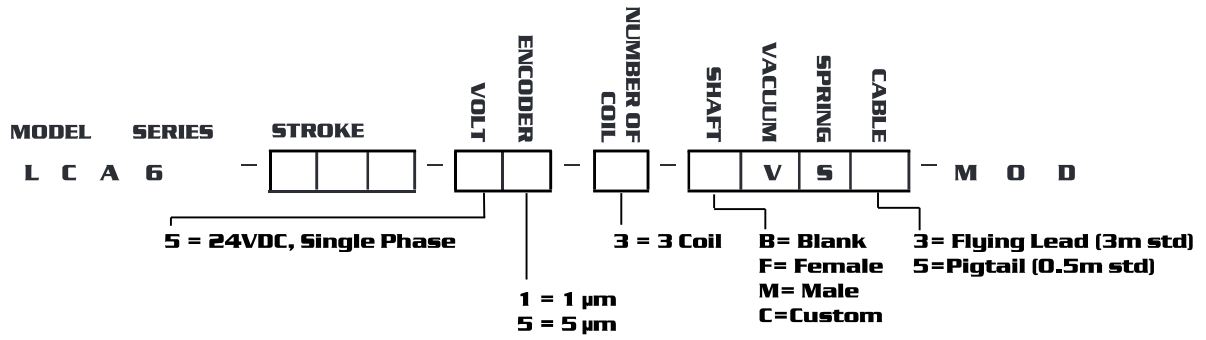 VOLT
ENCODER
NUMBER OF
COIL
SHAFT
VACUUM
SPRING
CABLE
MODEL SERIES STROKE
L C A 6 - - - V S - M O D
5 = 24VDC, Single Phase
1 = 1 µm
5 = 5 µm
3 = 3 Coil
B= Blank
F= Female
M= Male
C=Custom
3= Flying Lead (3m std)
5=Pigtail (0.5m std)